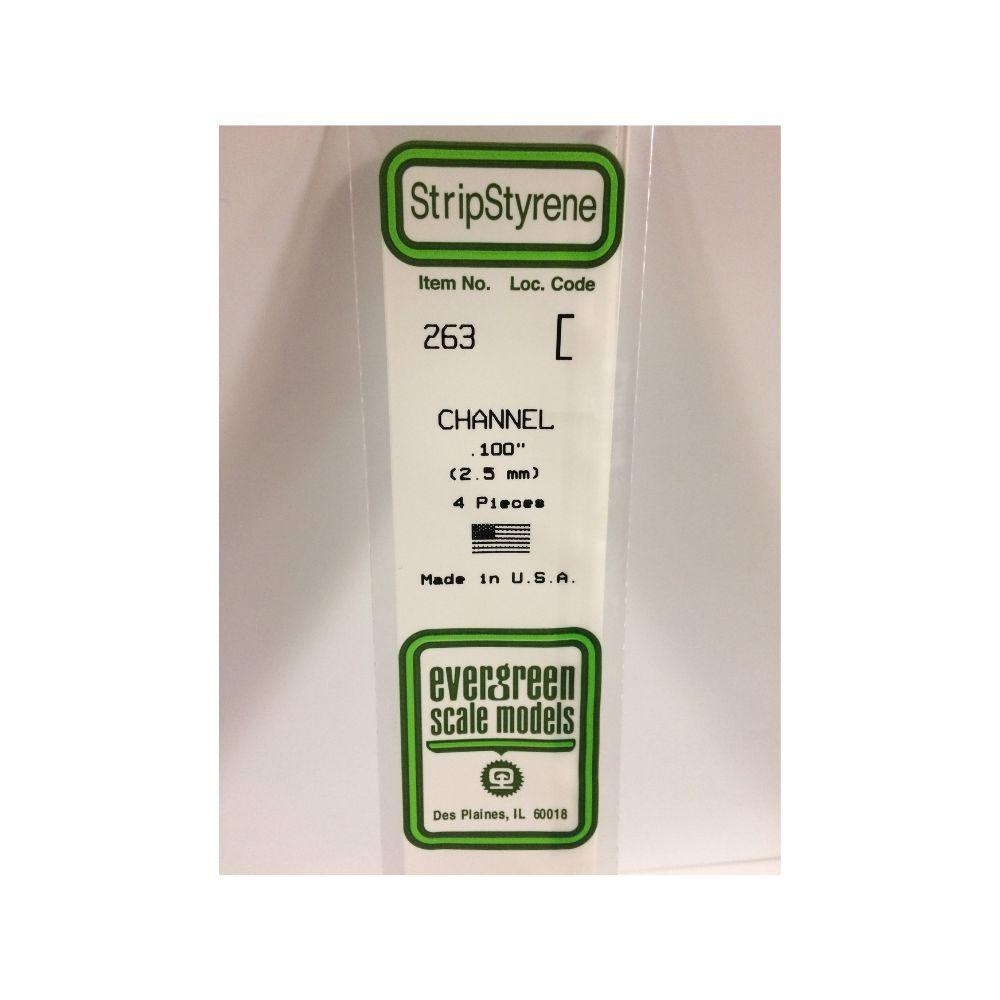 StripStyrene
Item No. Loc. Code
263
CHANNEL
.100"
(2.5 mm)
4 Pieces
Made in U.S.A.
evergreen
scale models
Des Plaines, IL 60018